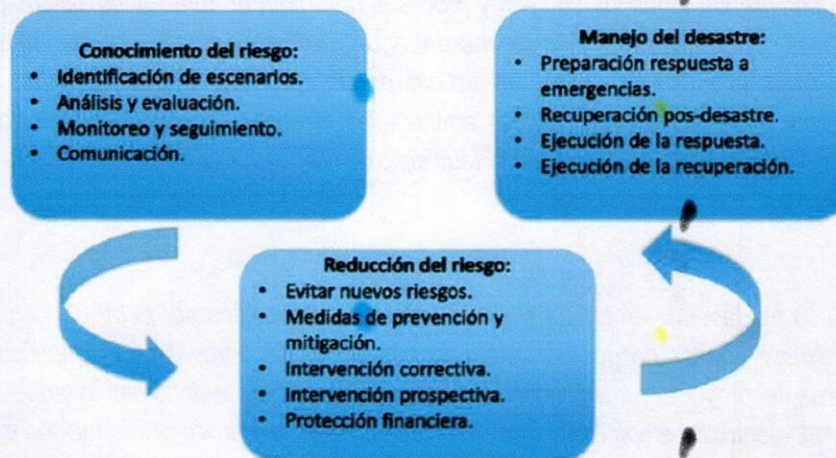 Conocimiento del riesgo:
• Identificación de escenarios.
• Análisis y evaluación.
• Monitoreo y seguimiento.
• Comunicación.
Manejo del desastre:
• Preparación respuesta a
emergencias.
• Recuperación pos-desastre.
• Ejecución de la respuesta.
• Ejecución de la recuperación.
Reducción del riesgo:
• Evitar nuevos riesgos.
• Medidas de prevención y
mitigación.
• Intervención correctiva.
• Intervención prospectiva.
• Protección financiera.